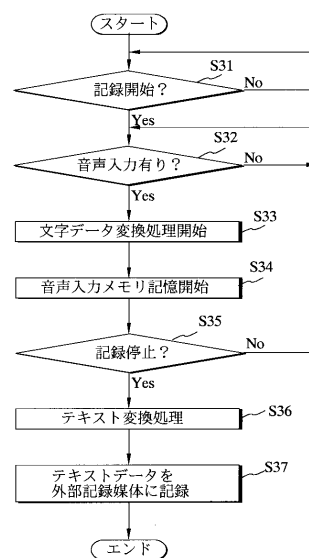 スタート
S31
記録開始？
No
Yes
S32
音声入力有り？
No
Yes
S33
文字データ変換処理開始
S34
音声入力メモリ記憶開始
S35
記録停止？
No
Yes
S36
テキスト変換処理
S37
テキストデータを
外部記録媒体に記録
エンド